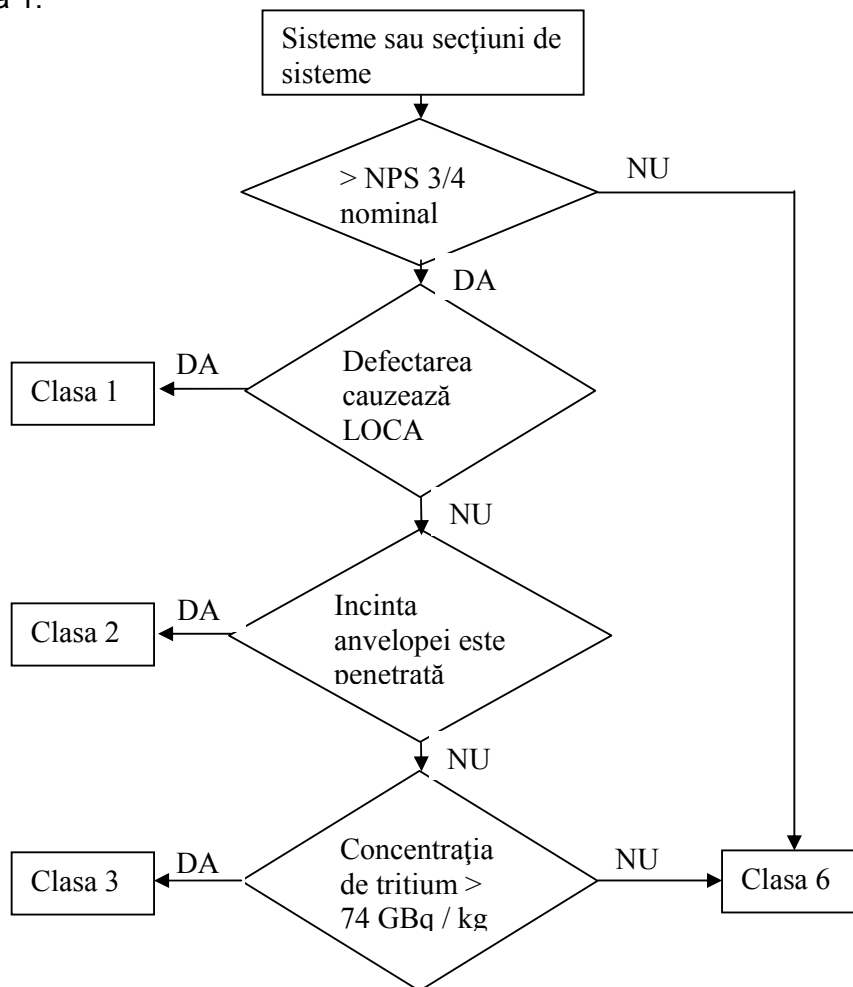 a 1.
Sisteme sau secţiuni de
sisteme
> NPS 3/4
nominal
NU
DA
Defectarea
cauzează
LOCA
DA
Clasa 1
NU
Incinta
anvelopei este
penetrată
DA
Clasa 2
NU
Concentraţia
de tritium >
74 GBq / kg
DA
Clasa 3
NU
Clasa 6